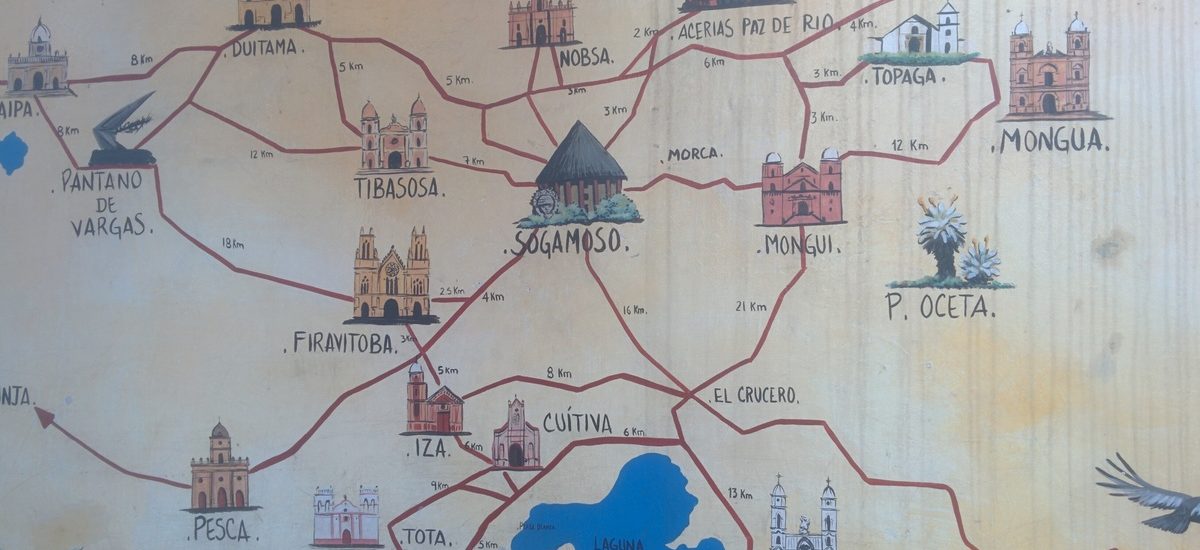 ACERIAS PAZ DE RIO.
4 Km.
2 Km
DUITAMA.
8 Km
NOBSA.
6 Km
5 Km
5 Km.
3 Km
TOPAGA.
AIPA.
8 Km
3 Km
3 Km
MONGUA.
12 Km
12 Km
7 Km
.MORCA.
.PANTANO
DE
VARGAS.
TIBASOSA.
.SOGAMOSO.
.MONGUI.
18 Km
2.5 Km
4 Km
16 Km.
21 Km
P. OCETA.
.FIRAVITOBA.
3 Km
5 Km
8 Km
.EL CRUCERO.
NJA.
CUÍTIVA
6 Km
.IZA.
6 Km
9 Km
13 Km
.PESCA.
.TOTA.
5 Km
LAGUNA